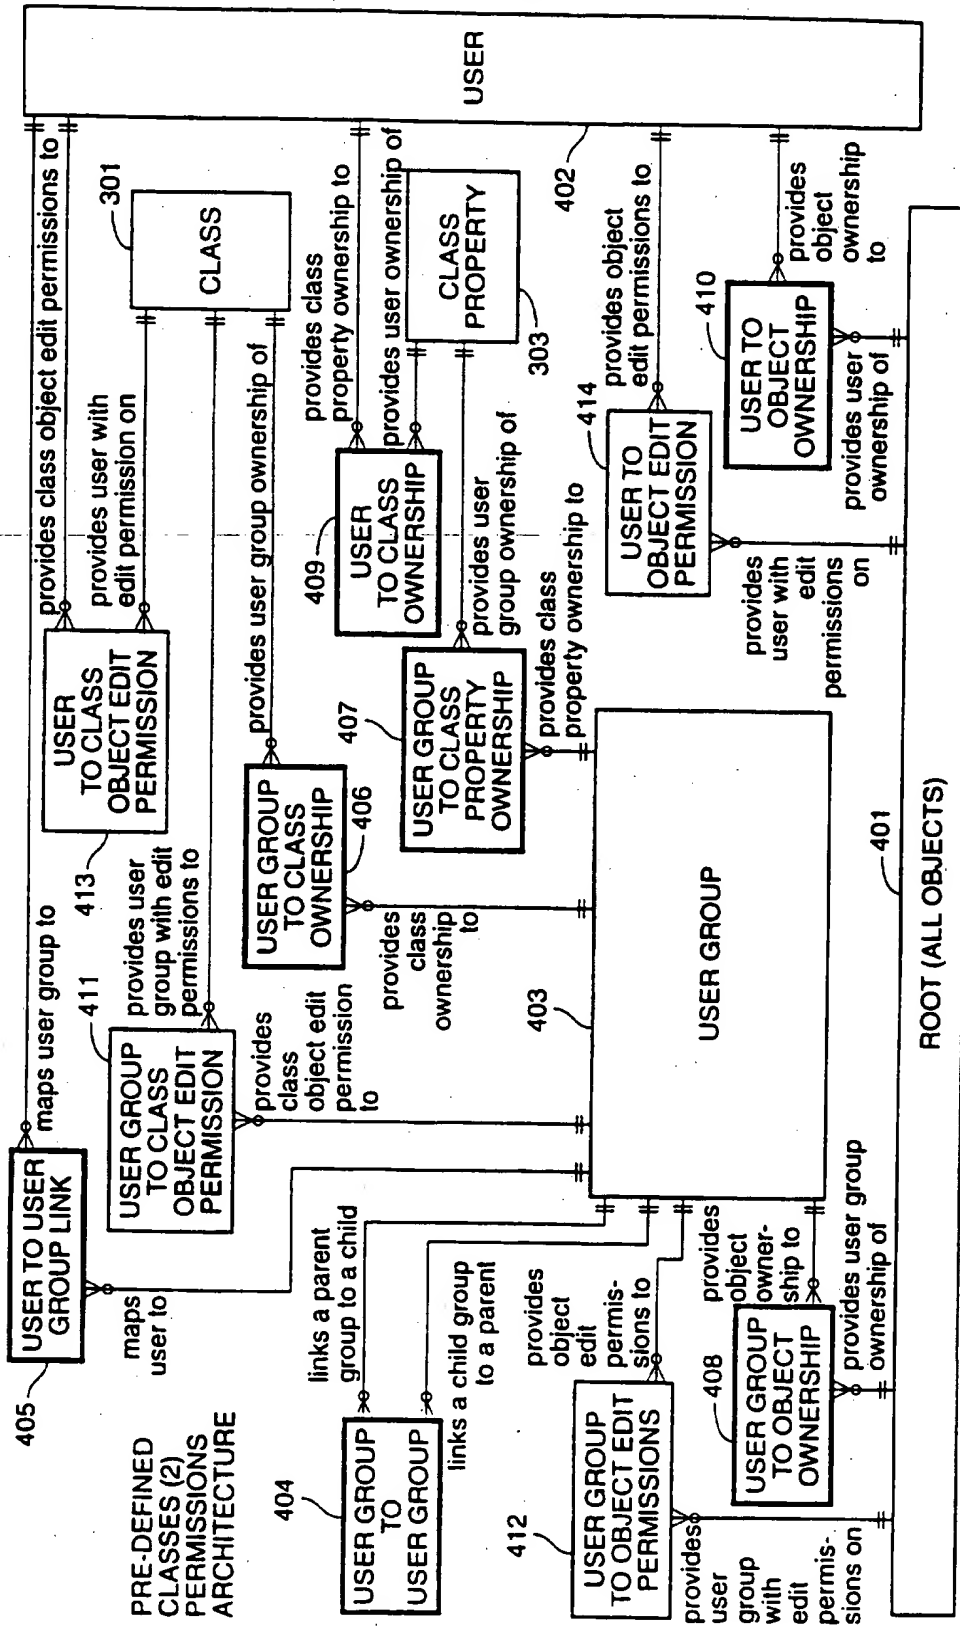 PRE-DEFINED
CLASSES (2)
PERMISSIONS
ARCHITECTURE
405
USER TO USER
GROUP LINK
maps user group to
maps
user to
411
USER GROUP
TO CLASS
OBJECT EDIT
PERMISSION
provides user
group with edit
permissions to
provides
class
object edit
permission
to
413
USER
TO CLASS
OBJECT EDIT
PERMISSION
provides class object edit permissions to
provides user with
edit permission on
301
CLASS
USER
402
provides user group ownership of
USER GROUP
TO CLASS
OWNERSHIP
406
provides
class
ownership
to
409
USER
TO CLASS
OWNERSHIP
provides class
property ownership to
provides user ownership of
CLASS
PROPERTY
303
407
USER GROUP
TO CLASS
PROPERTY
OWNERSHIP
provides user
group ownership of
provides class
property ownership to
404
USER GROUP
TO
USER GROUP
links a parent
group to a child
links a child group
to a parent
403
USER GROUP
414
USER TO
OBJECT EDIT
PERMISSION
provides object
edit permissions to
provides
user with
edit
permissions
on
410
USER TO
OBJECT
OWNERSHIP
provides
object
ownership
to
provides user
ownership of
412
USER GROUP
TO OBJECT EDIT
PERMISSIONS
provides
object
edit
permis-
sions to
provides
user
group
with
edit
permis-
sions on
408
USER GROUP
TO OBJECT
OWNERSHIP
provides
object
owner-
ship to
provides user group
ownership of
401
ROOT (ALL OBJECTS)